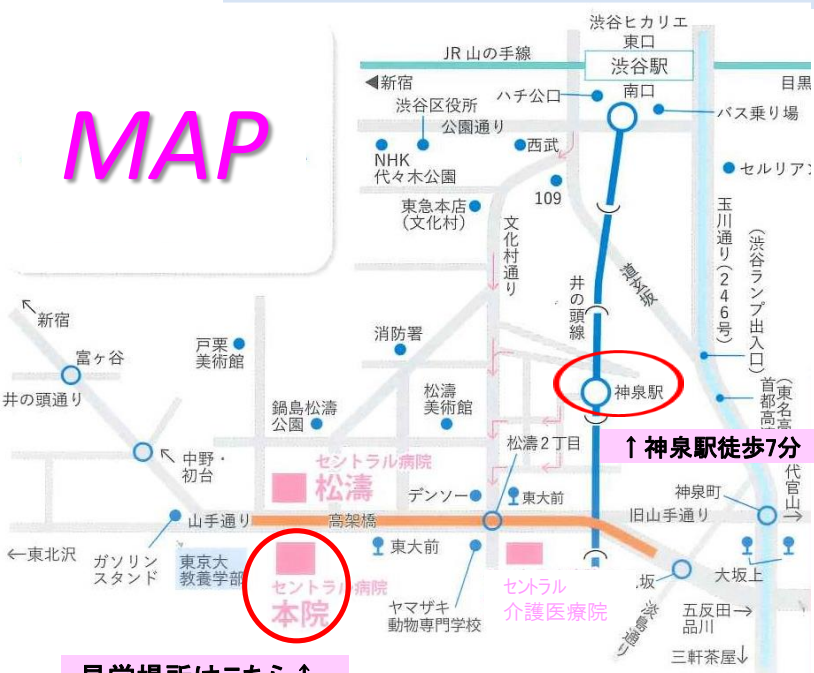 渋谷ヒカリエ
東口
JR 山の手線
渋谷駅
◀新宿
目黒
南口
ハチ公口
渋谷区役所
バス乗り場
公園通り
MAP
西武
NHK
代々木公園
セルリアン
109
東急本店
(文化村)
文化村通り
玉川通り(246号)
(渋谷ランプ出入口)
道玄坂
井の頭線
新宿
消防署
戸栗
美術館
富ヶ谷
神泉駅
井の頭通り
松濤
美術館
鍋島松濤
公園
首都高
(東名高
↑神泉駅徒歩7分
松濤2丁目
中野・
初台
セントラル病院
松濤
代官山
神泉町
デンソー
東大前
山手通り
高架橋
旧山手通り
←東北沢
ガソリン
スタンド
東京大
教養学部
東大前
セントラル病院
本院
セントラル
介護医療院
.坂
大坂上
ヤマザキ
動物専門学校
淡島通り
五反田→
品川
三軒茶屋↓
見学場所はこちら↑